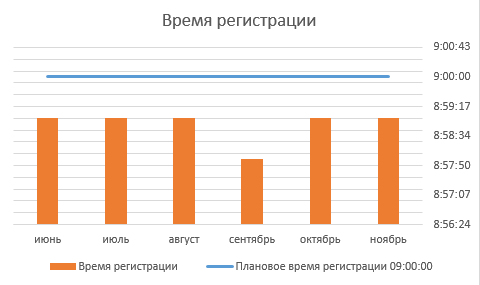 Время регистрации
9:00:43
9:00:00
8:59:17
8:58:34
8:57:50
8:57:07
8:56:24
июнь июль август сентябрь октябрь ноябрь
Время регистрации Плановое время регистрации 09:00:00